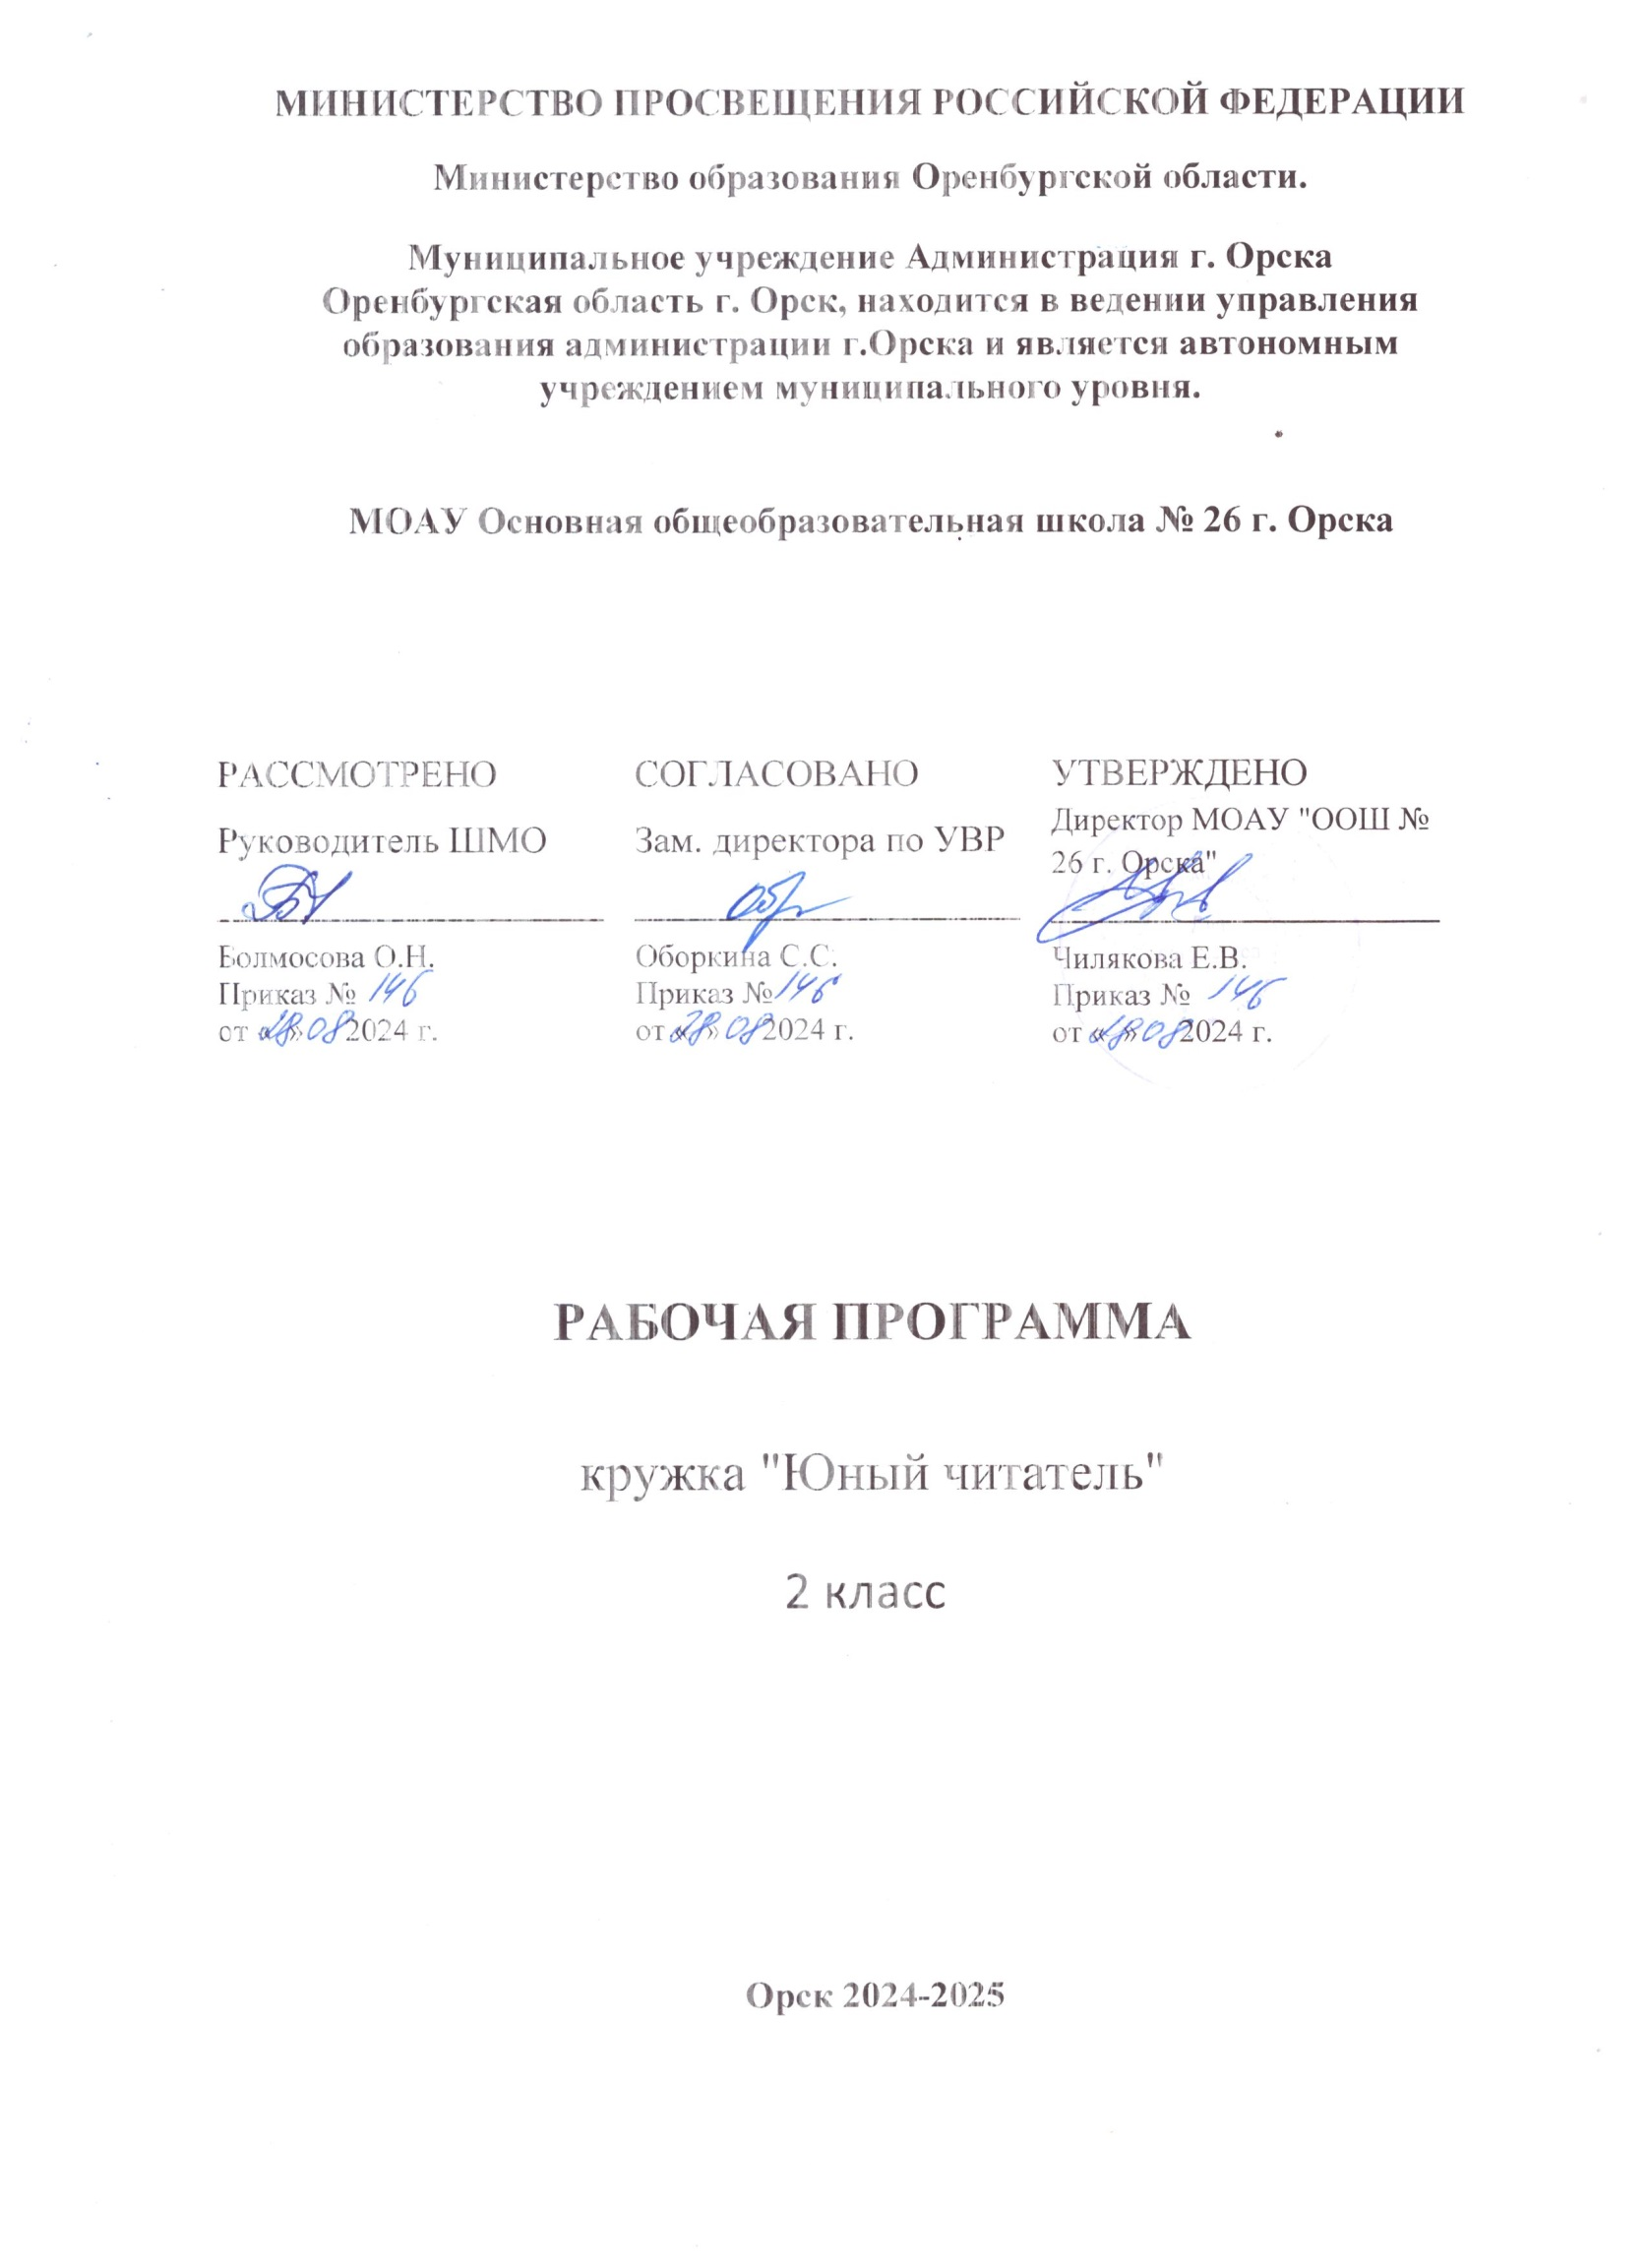 МИНИСТЕРСТВО ПРОСВЕЩЕНИЯ РОССИЙСКОЙ ФЕДЕРАЦИИ
Министерство образования Оренбургской области.
Муниципальное учреждение Администрация г. Орска
Оренбургская область г. Орск, находится в ведении управления
образования администрации г.Орска и является автономным
учреждением муниципального уровня.
МОАУ Основная общеобразовательная школа № 26 г. Орска
РАССМОТРЕНО
Руководитель ШМО
Болмосова О.Н.
Приказ № 146
от «28» 08 2024 г.
СОГЛАСОВАНО
Зам. директора по УВР
Оборкина С.С.
Приказ № 146
от «28» 08 2024 г.
УТВЕРЖДЕНО
Директор МОАУ "ООШ №
26 г. Орска"
Чилякова Е.В.
Приказ № 146
от «28» 08 2024 г.
РАБОЧАЯ ПРОГРАММА
кружка "Юный читатель"
2 класс
Орск 2024-2025